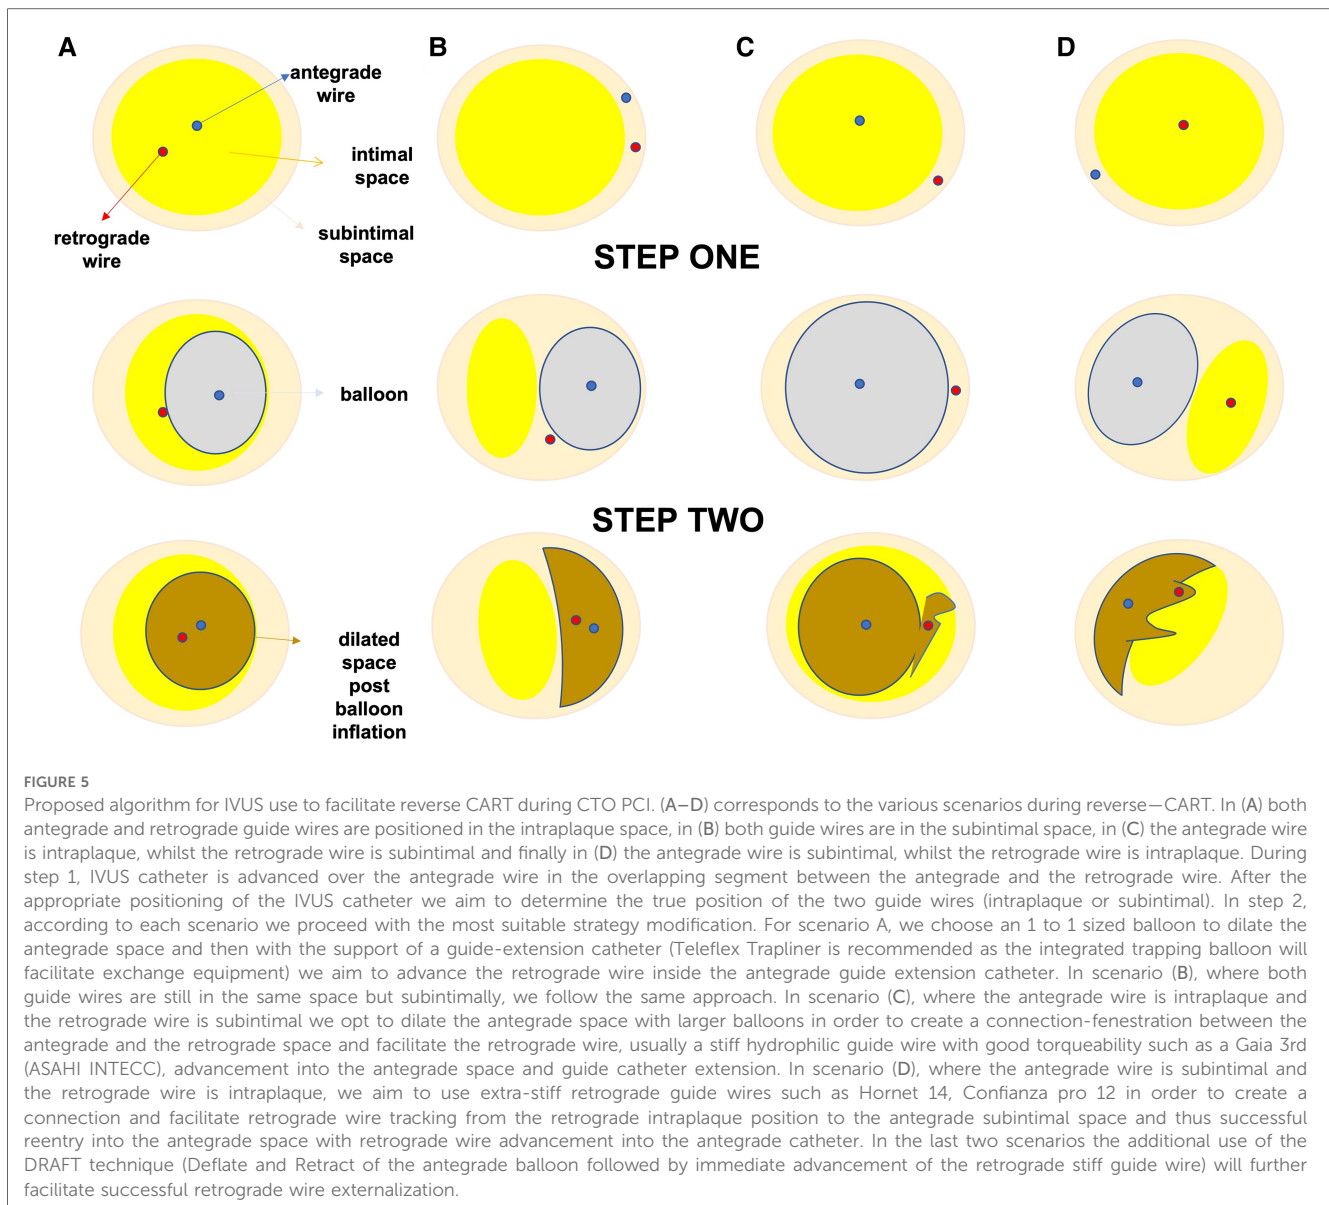 A
B
C
D
antegrade
wire
intimal
space
retrograde
wire
subintimal
space
STEP ONE
balloon
STEP TWO
dilated
space
post
balloon
inflation
FIGURE 5
Proposed algorithm for IVUS use to facilitate reverse CART during CTO PCI. (A–D) corresponds to the various scenarios during reverse—CART. In (A) both
antegrade and retrograde guide wires are positioned in the intraplaque space, in (B) both guide wires are in the subintimal space, in (C) the antegrade wire
is intraplaque, whilst the retrograde wire is subintimal and finally in (D) the antegrade wire is subintimal, whilst the retrograde wire is intraplaque. During
step 1, IVUS catheter is advanced over the antegrade wire in the overlapping segment between the antegrade and the retrograde wire. After the
appropriate positioning of the IVUS catheter we aim to determine the true position of the two guide wires (intraplaque or subintimal). In step 2,
according to each scenario we proceed with the most suitable strategy modification. For scenario A, we choose an 1 to 1 sized balloon to dilate the
antegrade space and then with the support of a guide-extension catheter (Teleflex Trapliner is recommended as the integrated trapping balloon will
facilitate exchange equipment) we aim to advance the retrograde wire inside the antegrade guide extension catheter. In scenario (B), where both
guide wires are still in the same space but subintimally, we follow the same approach. In scenario (C), where the antegrade wire is intraplaque and
the retrograde wire is subintimal we opt to dilate the antegrade space with larger balloons in order to create a connection-fenestration between the
antegrade and the retrograde space and facilitate the retrograde wire, usually a stiff hydrophilic guide wire with good torqueability such as a Gaia 3rd
(ASAHI INTECC), advancement into the antegrade space and guide catheter extension. In scenario (D), where the antegrade wire is subintimal and
the retrograde wire is intraplaque, we aim to use extra-stiff retrograde guide wires such as Hornet 14, Confianza pro 12 in order to create a
connection and facilitate retrograde wire tracking from the retrograde intraplaque position to the antegrade subintimal space and thus successful
reentry into the antegrade space with retrograde wire advancement into the antegrade catheter. In the last two scenarios the additional use of the
DRAFT technique (Deflate and Retract of the antegrade balloon followed by immediate advancement of the retrograde stiff guide wire) will further
facilitate successful retrograde wire externalization.